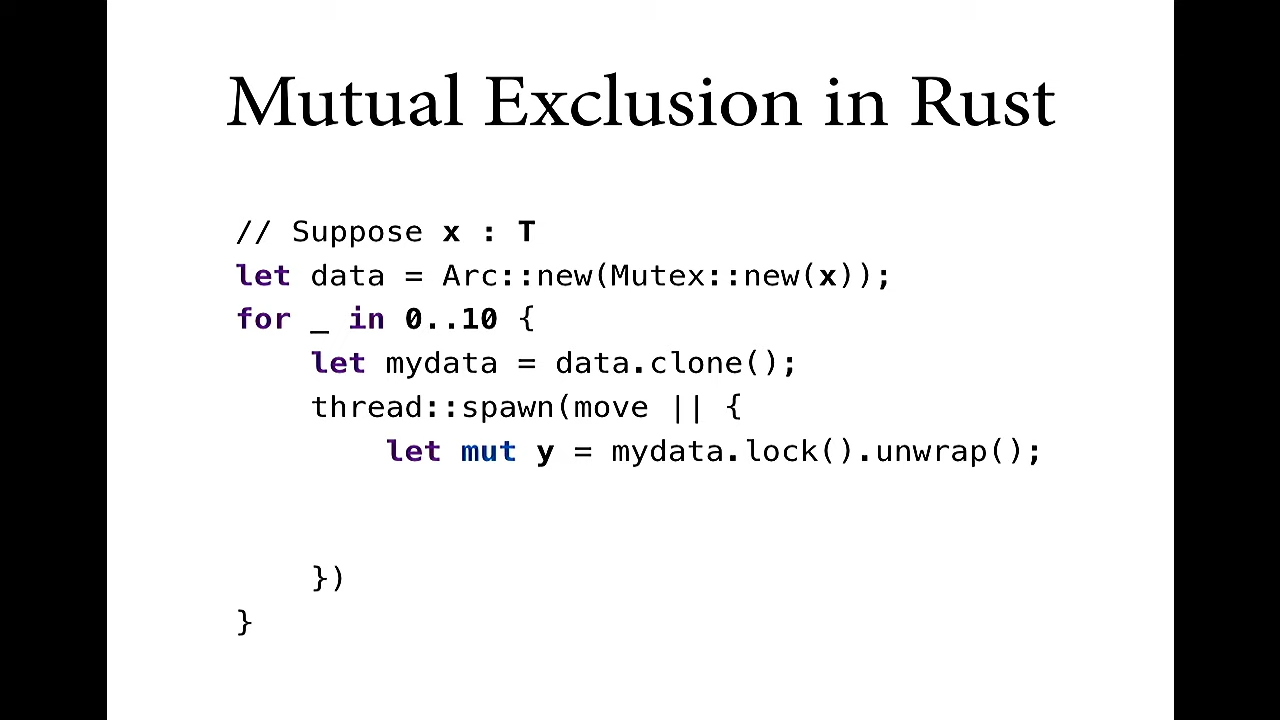 Mutual Exclusion in Rust
// Suppose x : T
let data = Arc::new(Mutex::new(x));
for _ in 0..10 {
    let mydata = data.clone();
    thread::spawn(move || {
        let mut y = mydata.lock().unwrap();
    })
}